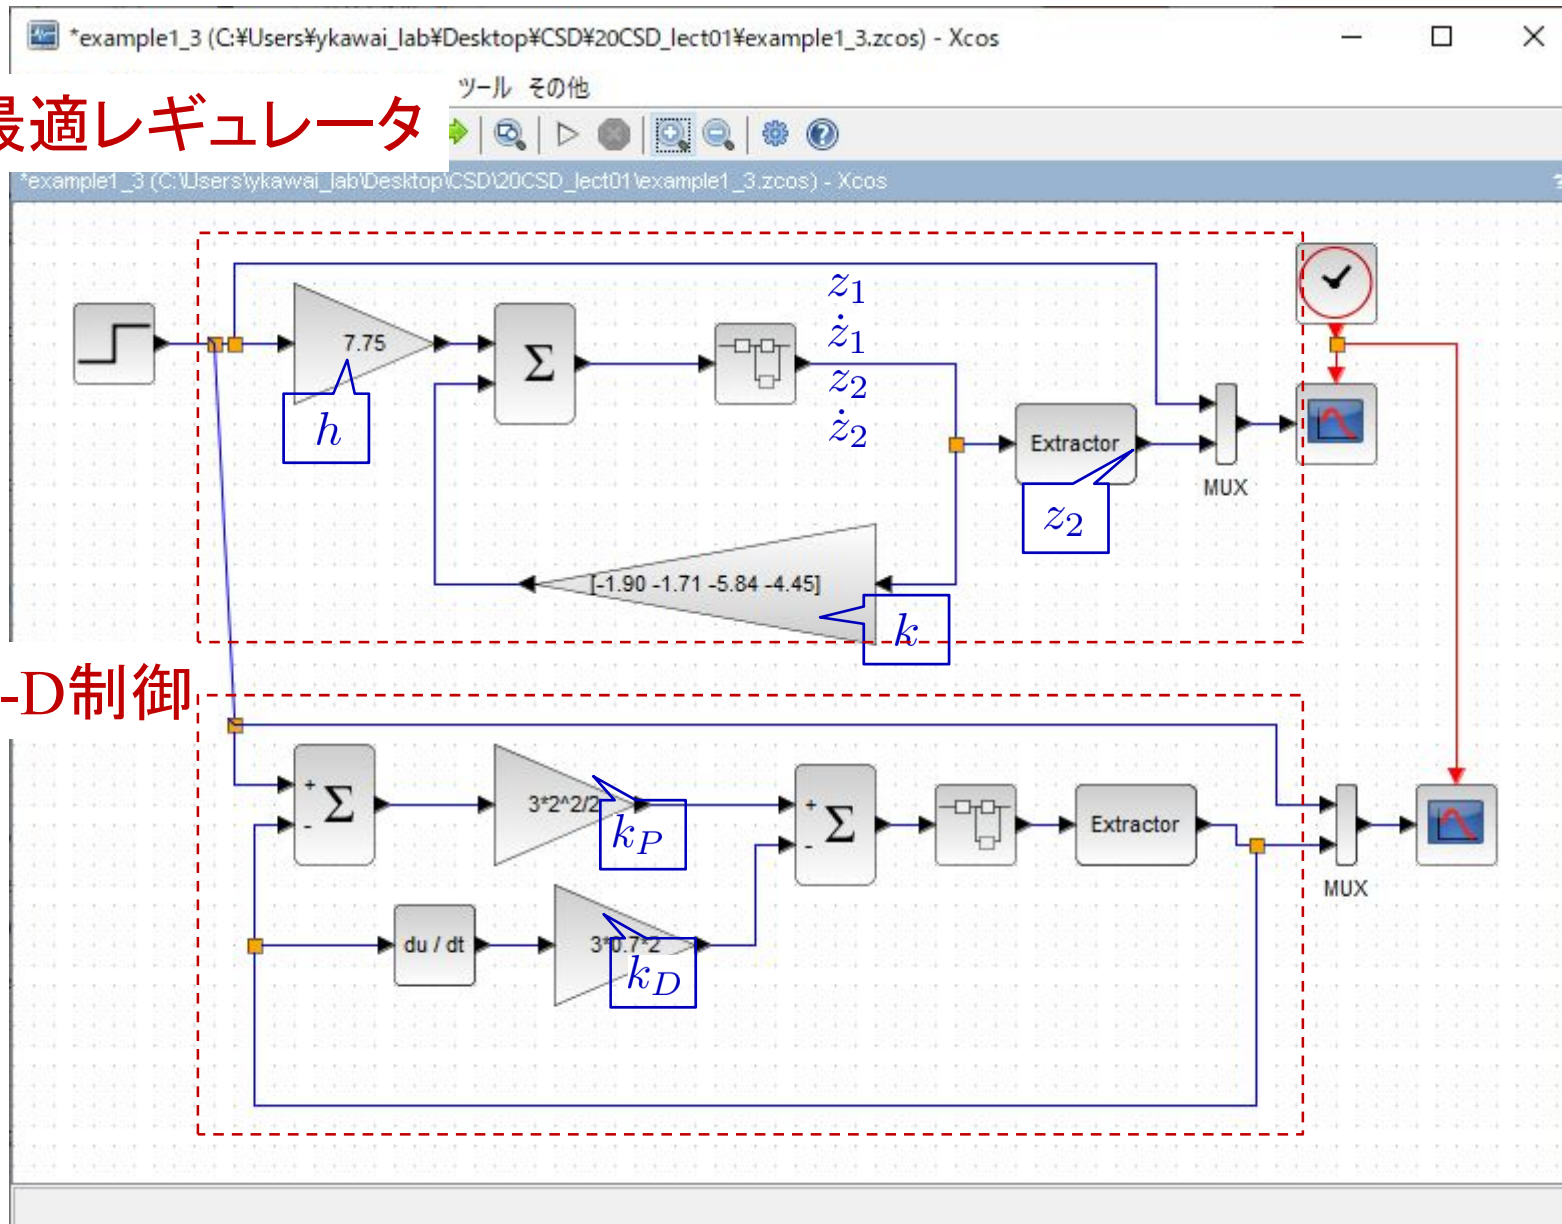 *example1_3 (C:¥Users¥ykawai_lab¥Desktop¥CSD¥20CSD_lect01¥example1_3.zcos) - Xcos
ツール その他
最適レギュレータ
*example1_3 (C:\Users\ykawai_lab\Desktop\CSD\20CSD_lect01\example1_3.zcos) - Xcos
7.75
h
Σ
z₁
ż₁
z₂
ż₂
Extractor
z₂
MUX
[-1.90 -1.71 -5.84 -4.45]
k
-D制御
+
-
Σ
3*2^2/2
k_P
+
-
Σ
Extractor
MUX
du / dt
3*0.7*2
k_D